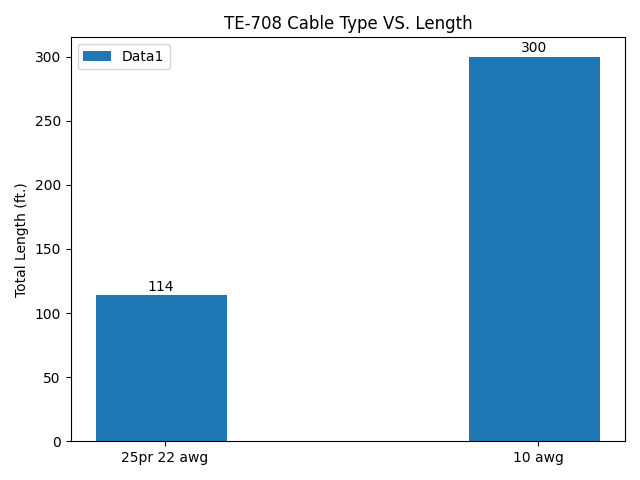 TE-708 Cable Type VS. Length
Data1
Total Length (ft.)
300
250
200
150
100
50
0
114
300
25pr 22 awg
10 awg